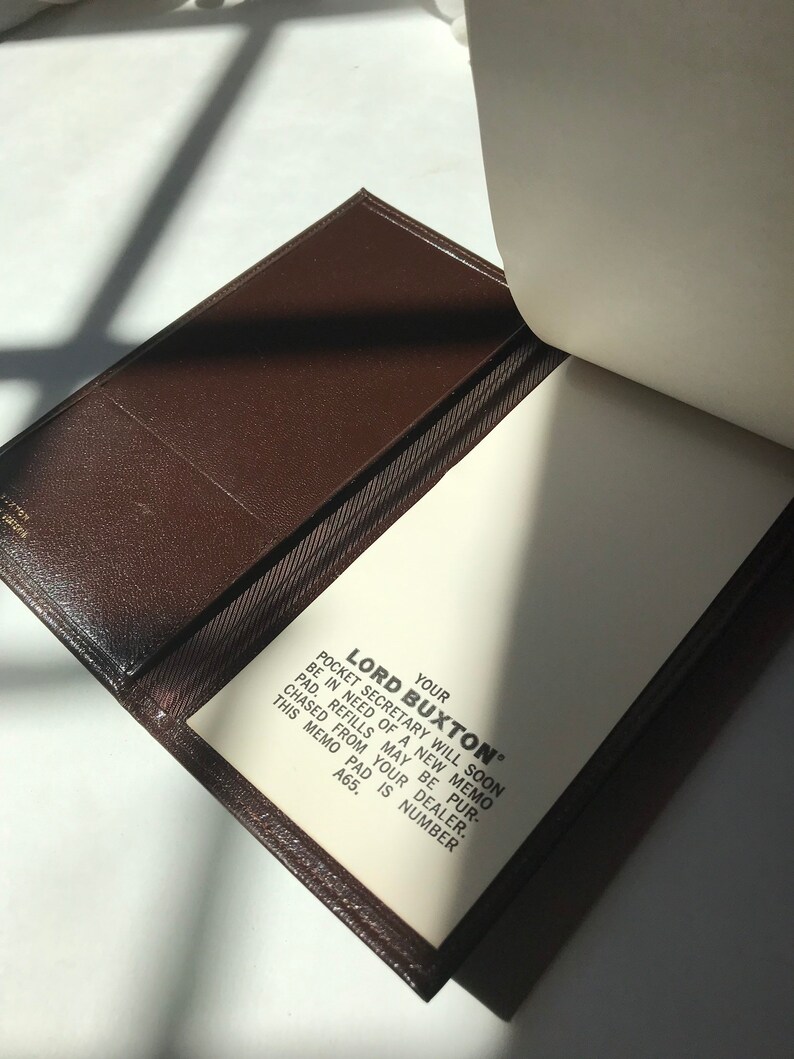 YOUR
LORD BUXTON®
POCKET SECRETARY WILL SOON
BE IN NEED OF A NEW MEMO
PAD. REFILLS MAY BE PUR-
CHASED FROM YOUR DEALER.
THIS MEMO PAD IS NUMBER
A65.